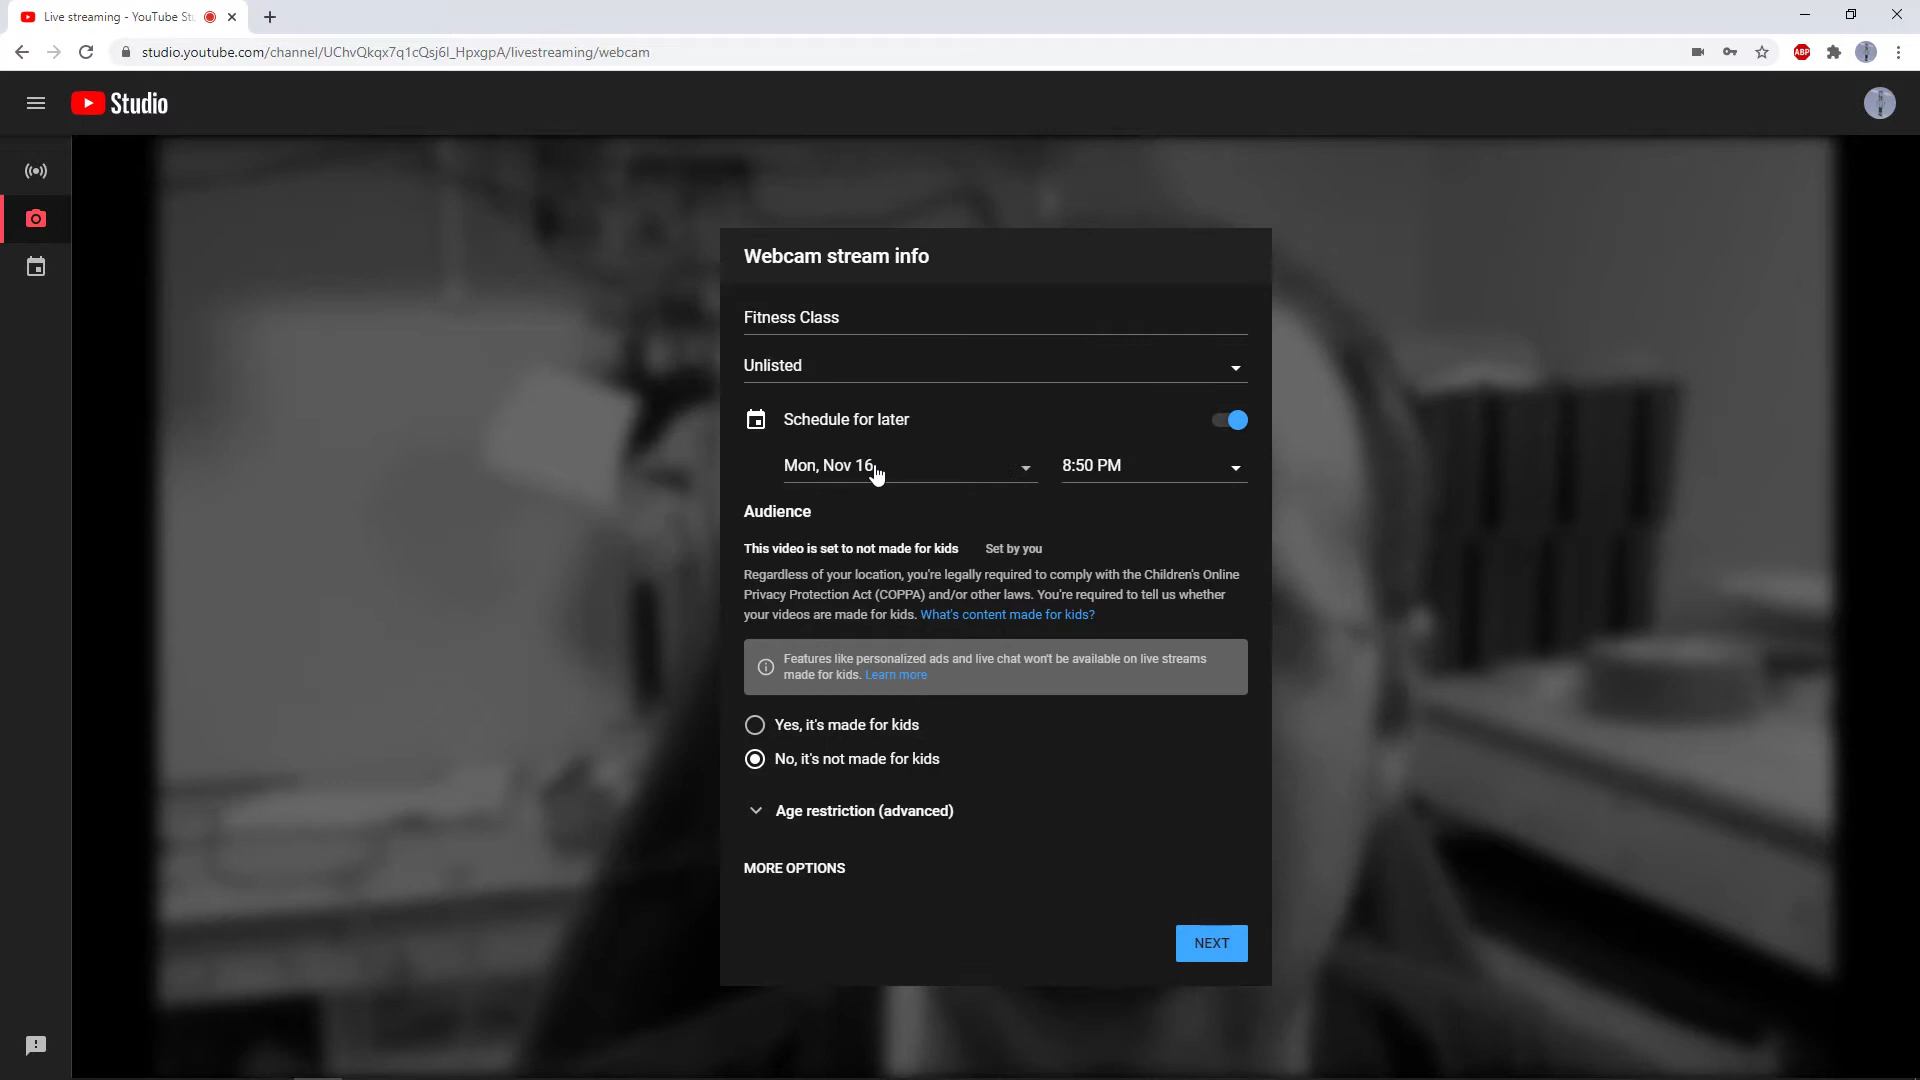 Live streaming - YouTube Stu
studio.youtube.com/channel/UChvQkqx7q1cQsj6I_HpxgpA/livestreaming/webcam
ABP
Studio
Webcam stream info
Fitness Class
Unlisted
Schedule for later
Mon, Nov 16
8:50 PM
Audience
This video is set to not made for kids Set by you
Regardless of your location, you're legally required to comply with the Children's Online
Privacy Protection Act (COPPA) and/or other laws. You're required to tell us whether
your videos are made for kids. What's content made for kids?
Features like personalized ads and live chat won't be available on live streams
made for kids. Learn more
Yes, it's made for kids
No, it's not made for kids
Age restriction (advanced)
MORE OPTIONS
NEXT